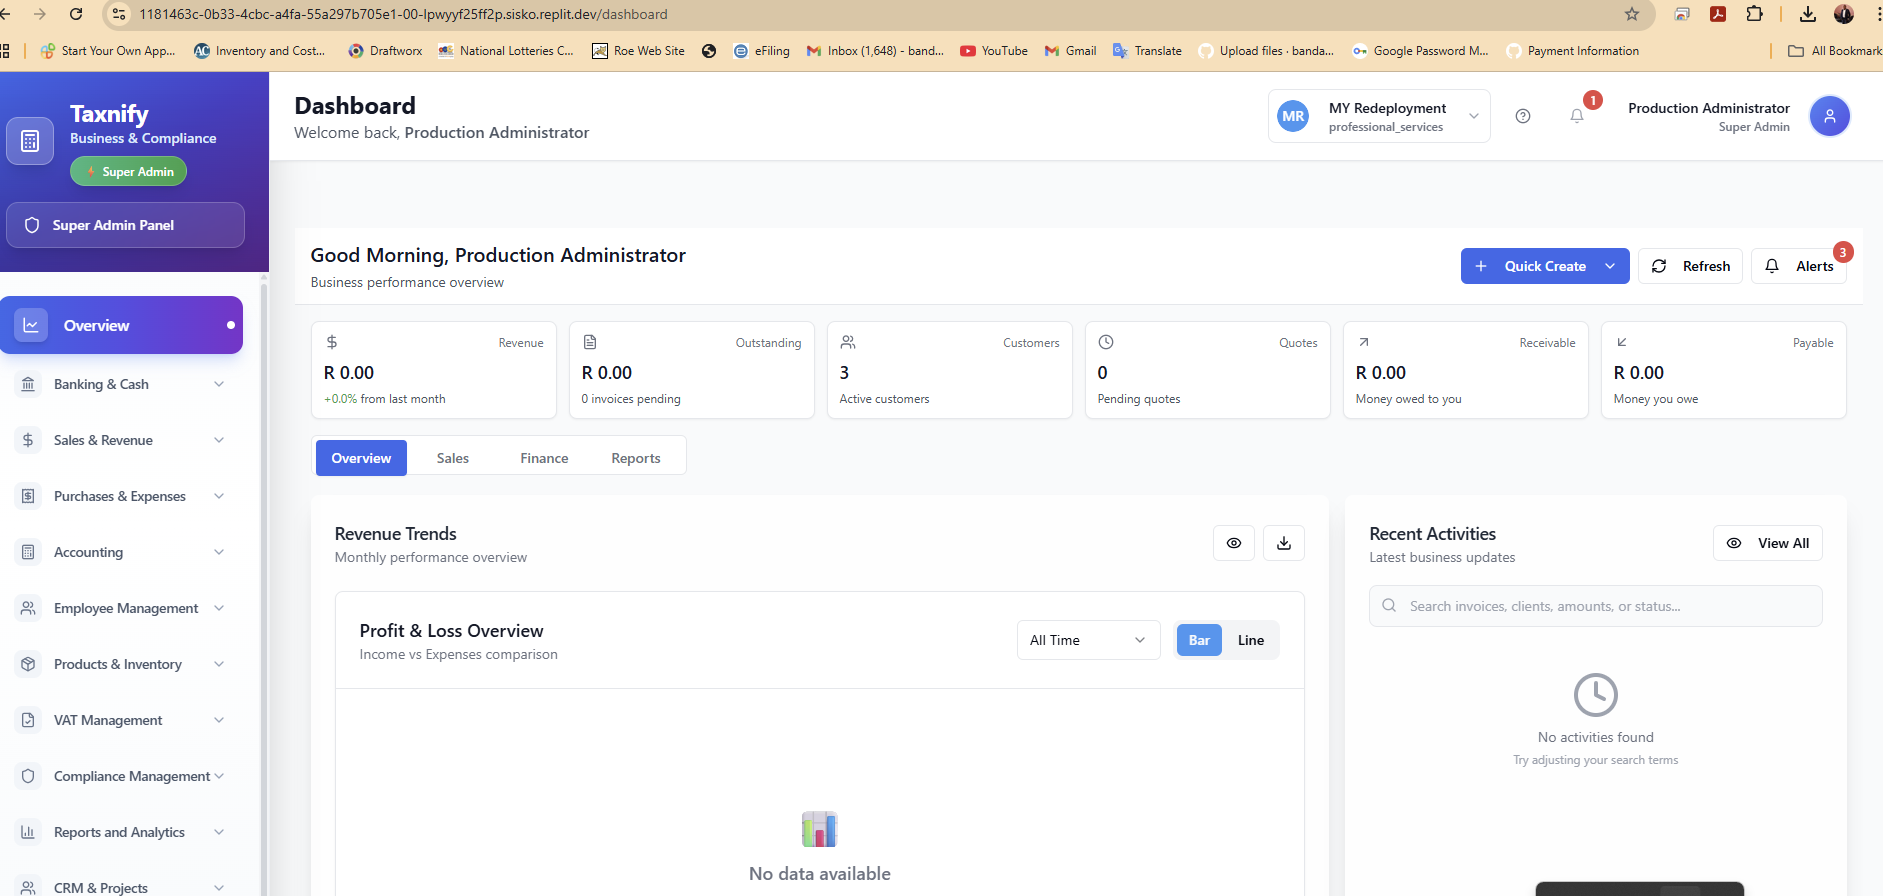 1181463c-0b33-4cbc-a4fa-55a297b705e1-00-lpwyyf25ff2p.sisko.replit.dev/dashboard
Start Your Own App...
Inventory and Cost...
Draftworx
National Lotteries C...
Roe Web Site
eFiling
Inbox (1,648) - band...
YouTube
Gmail
Translate
Upload files · banda...
Google Password M...
Payment Information
All Bookmark
Taxnify
Business & Compliance
Super Admin
Super Admin Panel
Overview
Banking & Cash
Sales & Revenue
Purchases & Expenses
Accounting
Employee Management
Products & Inventory
VAT Management
Compliance Management
Reports and Analytics
CRM & Projects
Dashboard
Welcome back, Production Administrator
MR
MY Redeployment
professional_services
1
Production Administrator
Super Admin
Good Morning, Production Administrator
Business performance overview
Quick Create
Refresh
Alerts
3
Revenue
R 0.00
+0.0% from last month
Outstanding
R 0.00
0 invoices pending
Customers
3
Active customers
Quotes
0
Pending quotes
Receivable
R 0.00
Money owed to you
Payable
R 0.00
Money you owe
Overview
Sales
Finance
Reports
Revenue Trends
Monthly performance overview
Profit & Loss Overview
Income vs Expenses comparison
All Time
Bar
Line
No data available
Recent Activities
Latest business updates
View All
Search invoices, clients, amounts, or status...
No activities found
Try adjusting your search terms